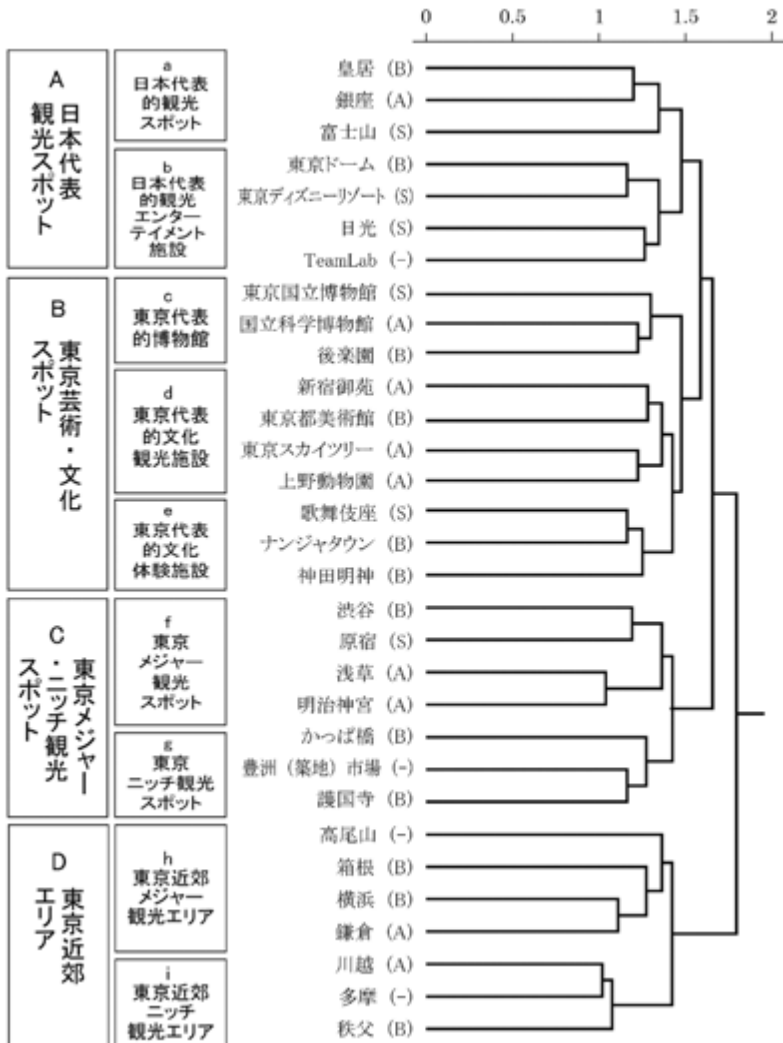 0 0.5 1 1.5 2
A
日本代表
観光スポット
a
日本代表
的観光
スポット
b
日本代表
的観光
エンター
テイメント
施設
B
東京芸術・文化
スポット
c
東京代表
的博物館
d
東京代表
的文化
観光施設
e
東京代表
的文化
体験施設
C
東京メジャー
・ニッチ観光
スポット
f
東京
メジャー
観光
スポット
g
東京
ニッチ観光
スポット
D
東京近郊
エリア
h
東京近郊
メジャー
観光エリア
i
東京近郊
ニッチ
観光エリア
皇居 (B)
銀座 (A)
富士山 (S)
東京ドーム (B)
東京ディズニーリゾート (S)
日光 (S)
TeamLab (-)
東京国立博物館 (S)
国立科学博物館 (A)
後楽園 (B)
新宿御苑 (A)
東京都美術館 (B)
東京スカイツリー (A)
上野動物園 (A)
歌舞伎座 (S)
ナンジャタウン (B)
神田明神 (B)
渋谷 (B)
原宿 (S)
浅草 (A)
明治神宮 (A)
かっぱ橋 (B)
豊洲（築地）市場 (-)
護国寺 (B)
高尾山 (-)
箱根 (B)
横浜 (B)
鎌倉 (A)
川越 (A)
多摩 (-)
秩父 (B)